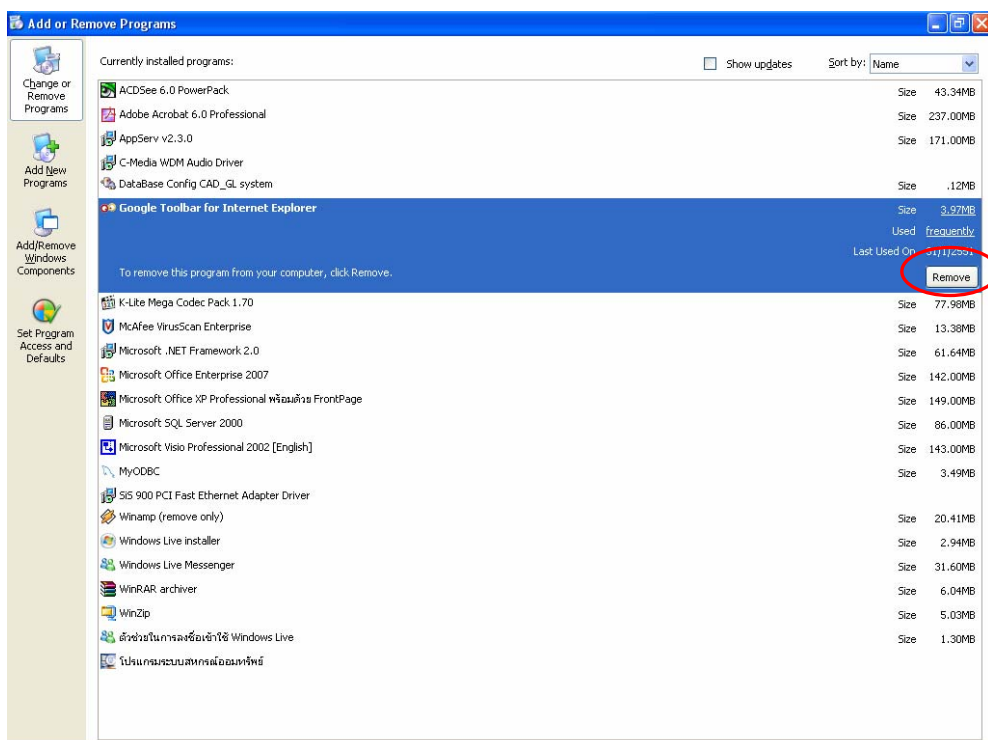 Add or Remove Programs
Change or
Remove
Programs
Add New
Programs
Add/Remove
Windows
Components
Set Program
Access and
Defaults
Currently installed programs:
Show updates
Sort by: Name
ACDSee 6.0 PowerPack Size 43.34MB
Adobe Acrobat 6.0 Professional Size 237.00MB
AppServ v2.3.0 Size 171.00MB
C-Media WDM Audio Driver
DataBase Config CAD_GL system Size .12MB
Google Toolbar for Internet Explorer Size 3.97MB
Used frequently
Last Used On 31/1/2551
To remove this program from your computer, click Remove. Remove
K-Lite Mega Codec Pack 1.70 Size 77.98MB
McAfee VirusScan Enterprise Size 13.38MB
Microsoft .NET Framework 2.0 Size 61.64MB
Microsoft Office Enterprise 2007 Size 142.00MB
Microsoft Office XP Professional พร้อมด้วย FrontPage Size 149.00MB
Microsoft SQL Server 2000 Size 86.00MB
Microsoft Visio Professional 2002 [English] Size 143.00MB
MyODBC Size 3.49MB
SiS 900 PCI Fast Ethernet Adapter Driver
Winamp (remove only) Size 20.41MB
Windows Live installer Size 2.94MB
Windows Live Messenger Size 31.60MB
WinRAR archiver Size 6.04MB
WinZip Size 5.03MB
ตัวช่วยในการลงชื่อเข้าใช้ Windows Live Size 1.30MB
โปรแกรมระบบสหกรณ์ออมทรัพย์